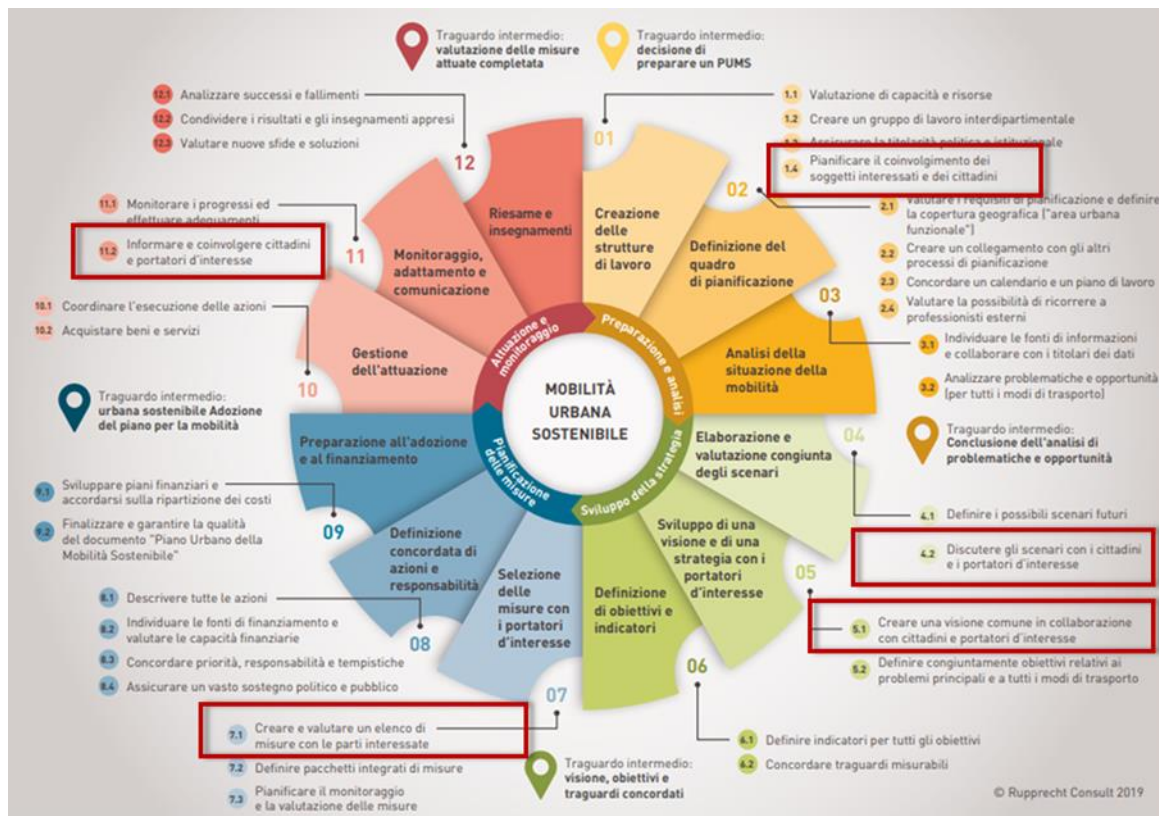 Traguardo intermedio:
valutazione delle misure
attuate completata
Traguardo intermedio:
decisione di
preparare un PUMS
12.1 Analizzare successi e fallimenti
12.2 Condividere i risultati e gli insegnamenti appresi
12.3 Valutare nuove sfide e soluzioni
1.1 Valutazione di capacità e risorse
1.2 Creare un gruppo di lavoro interdipartimentale
1.3 Assicurare la titolarità politica e istituzionale
1.4 Pianificare il coinvolgimento dei
soggetti interessati e dei cittadini
11.1 Monitorare i progressi ed
effettuare adeguamenti
11.2 Informare e coinvolgere cittadini
e portatori d'interesse
2.1 Valutare i requisiti di pianificazione e definire
la copertura geografica ("area urbana
funzionale")
2.2 Creare un collegamento con gli altri
processi di pianificazione
2.3 Concordare un calendario e un piano di lavoro
2.4 Valutare la possibilità di ricorrere a
professionisti esterni
10.1 Coordinare l'esecuzione delle azioni
10.2 Acquistare beni e servizi
3.1 Individuare le fonti di informazioni
e collaborare con i titolari dei dati
3.2 Analizzare problematiche e opportunità
(per tutti i modi di trasporto)
Traguardo intermedio:
urbana sostenibile Adozione
del piano per la mobilità
Traguardo intermedio:
Conclusione dell'analisi di
problematiche e opportunità
01
Creazione
delle
strutture
di lavoro
02
Definizione del
quadro
di pianificazione
03
Analisi della
situazione della
mobilità
04
Elaborazione e
valutazione congiunta
degli scenari
05
Sviluppo di una
visione e di una
strategia con i
portatori
d'interesse
06
Definizione
di obiettivi e
indicatori
07
Selezione
delle
misure con
i portatori
d'interesse
08
Definizione
concordata di
azioni e
responsabilità
09
Preparazione all'adozione
e al finanziamento
10
Gestione
dell'attuazione
11
Monitoraggio,
adattamento e
comunicazione
12
Riesame e
insegnamenti
Attuazione e
monitoraggio
Preparazione e analisi
Sviluppo della strategia
Pianificazione
delle misure
MOBILITÀ
URBANA
SOSTENIBILE
9.1 Sviluppare piani finanziari e
accordarsi sulla ripartizione dei costi
9.2 Finalizzare e garantire la qualità
del documento "Piano Urbano della
Mobilità Sostenibile"
4.1 Definire i possibili scenari futuri
4.2 Discutere gli scenari con i cittadini
e i portatori d'interesse
8.1 Descrivere tutte le azioni
8.2 Individuare le fonti di finanziamento e
valutare le capacità finanziarie
8.3 Concordare priorità, responsabilità e tempistiche
8.4 Assicurare un vasto sostegno politico e pubblico
5.1 Creare una visione comune in collaborazione
con cittadini e portatori d'interesse
5.2 Definire congiuntamente obiettivi relativi ai
problemi principali e a tutti i modi di trasporto
7.1 Creare e valutare un elenco di
misure con le parti interessate
7.2 Definire pacchetti integrati di misure
7.3 Pianificare il monitoraggio
e la valutazione delle misure
6.1 Definire indicatori per tutti gli obiettivi
6.2 Concordare traguardi misurabili
Traguardo intermedio:
visione, obiettivi e
traguardi concordati
© Rupprecht Consult 2019